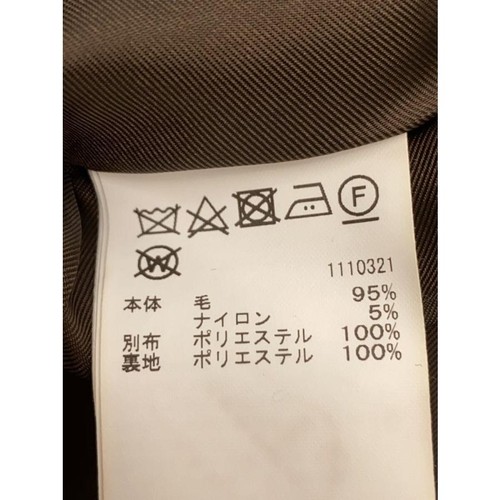 F
W
1110321
本体 毛 95%
ナイロン 5%
別布 ポリエステル 100%
裏地 ポリエステル 100%